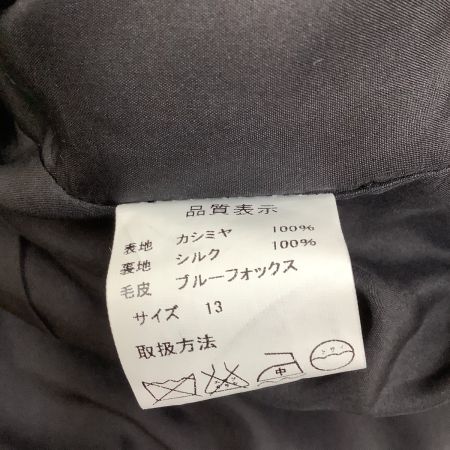 品質表示
表地 カシミヤ 100%
裏地 シルク 100%
毛皮 ブルーフォックス
サイズ 13
取扱方法
中